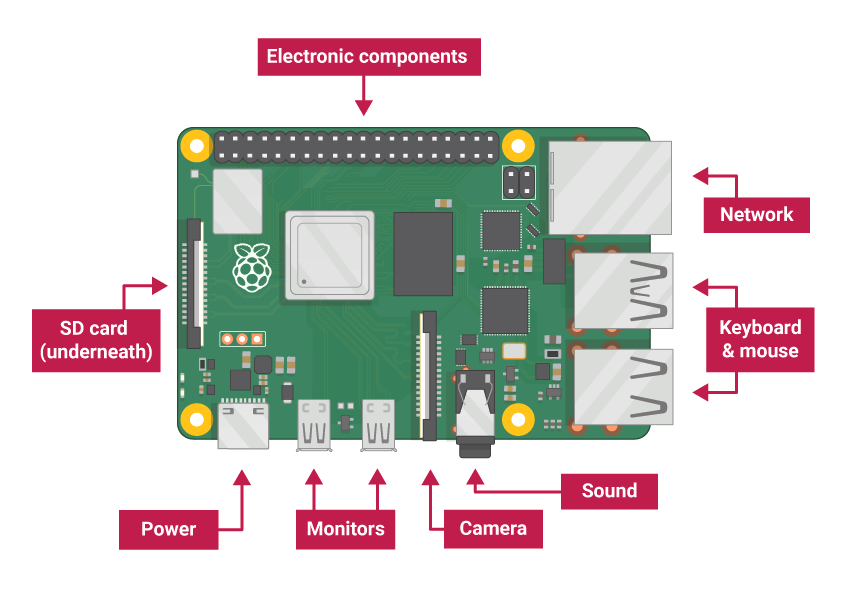 Electronic components
Network
SD card
(underneath)
Keyboard
& mouse
Sound
Power
Monitors
Camera